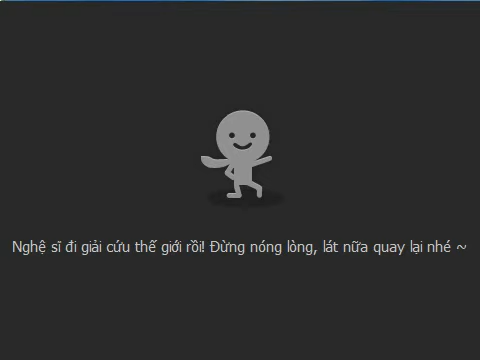 Nghệ sĩ đi giải cứu thế giới rồi! Đừng nóng lòng, lát nữa quay lại nhé ~